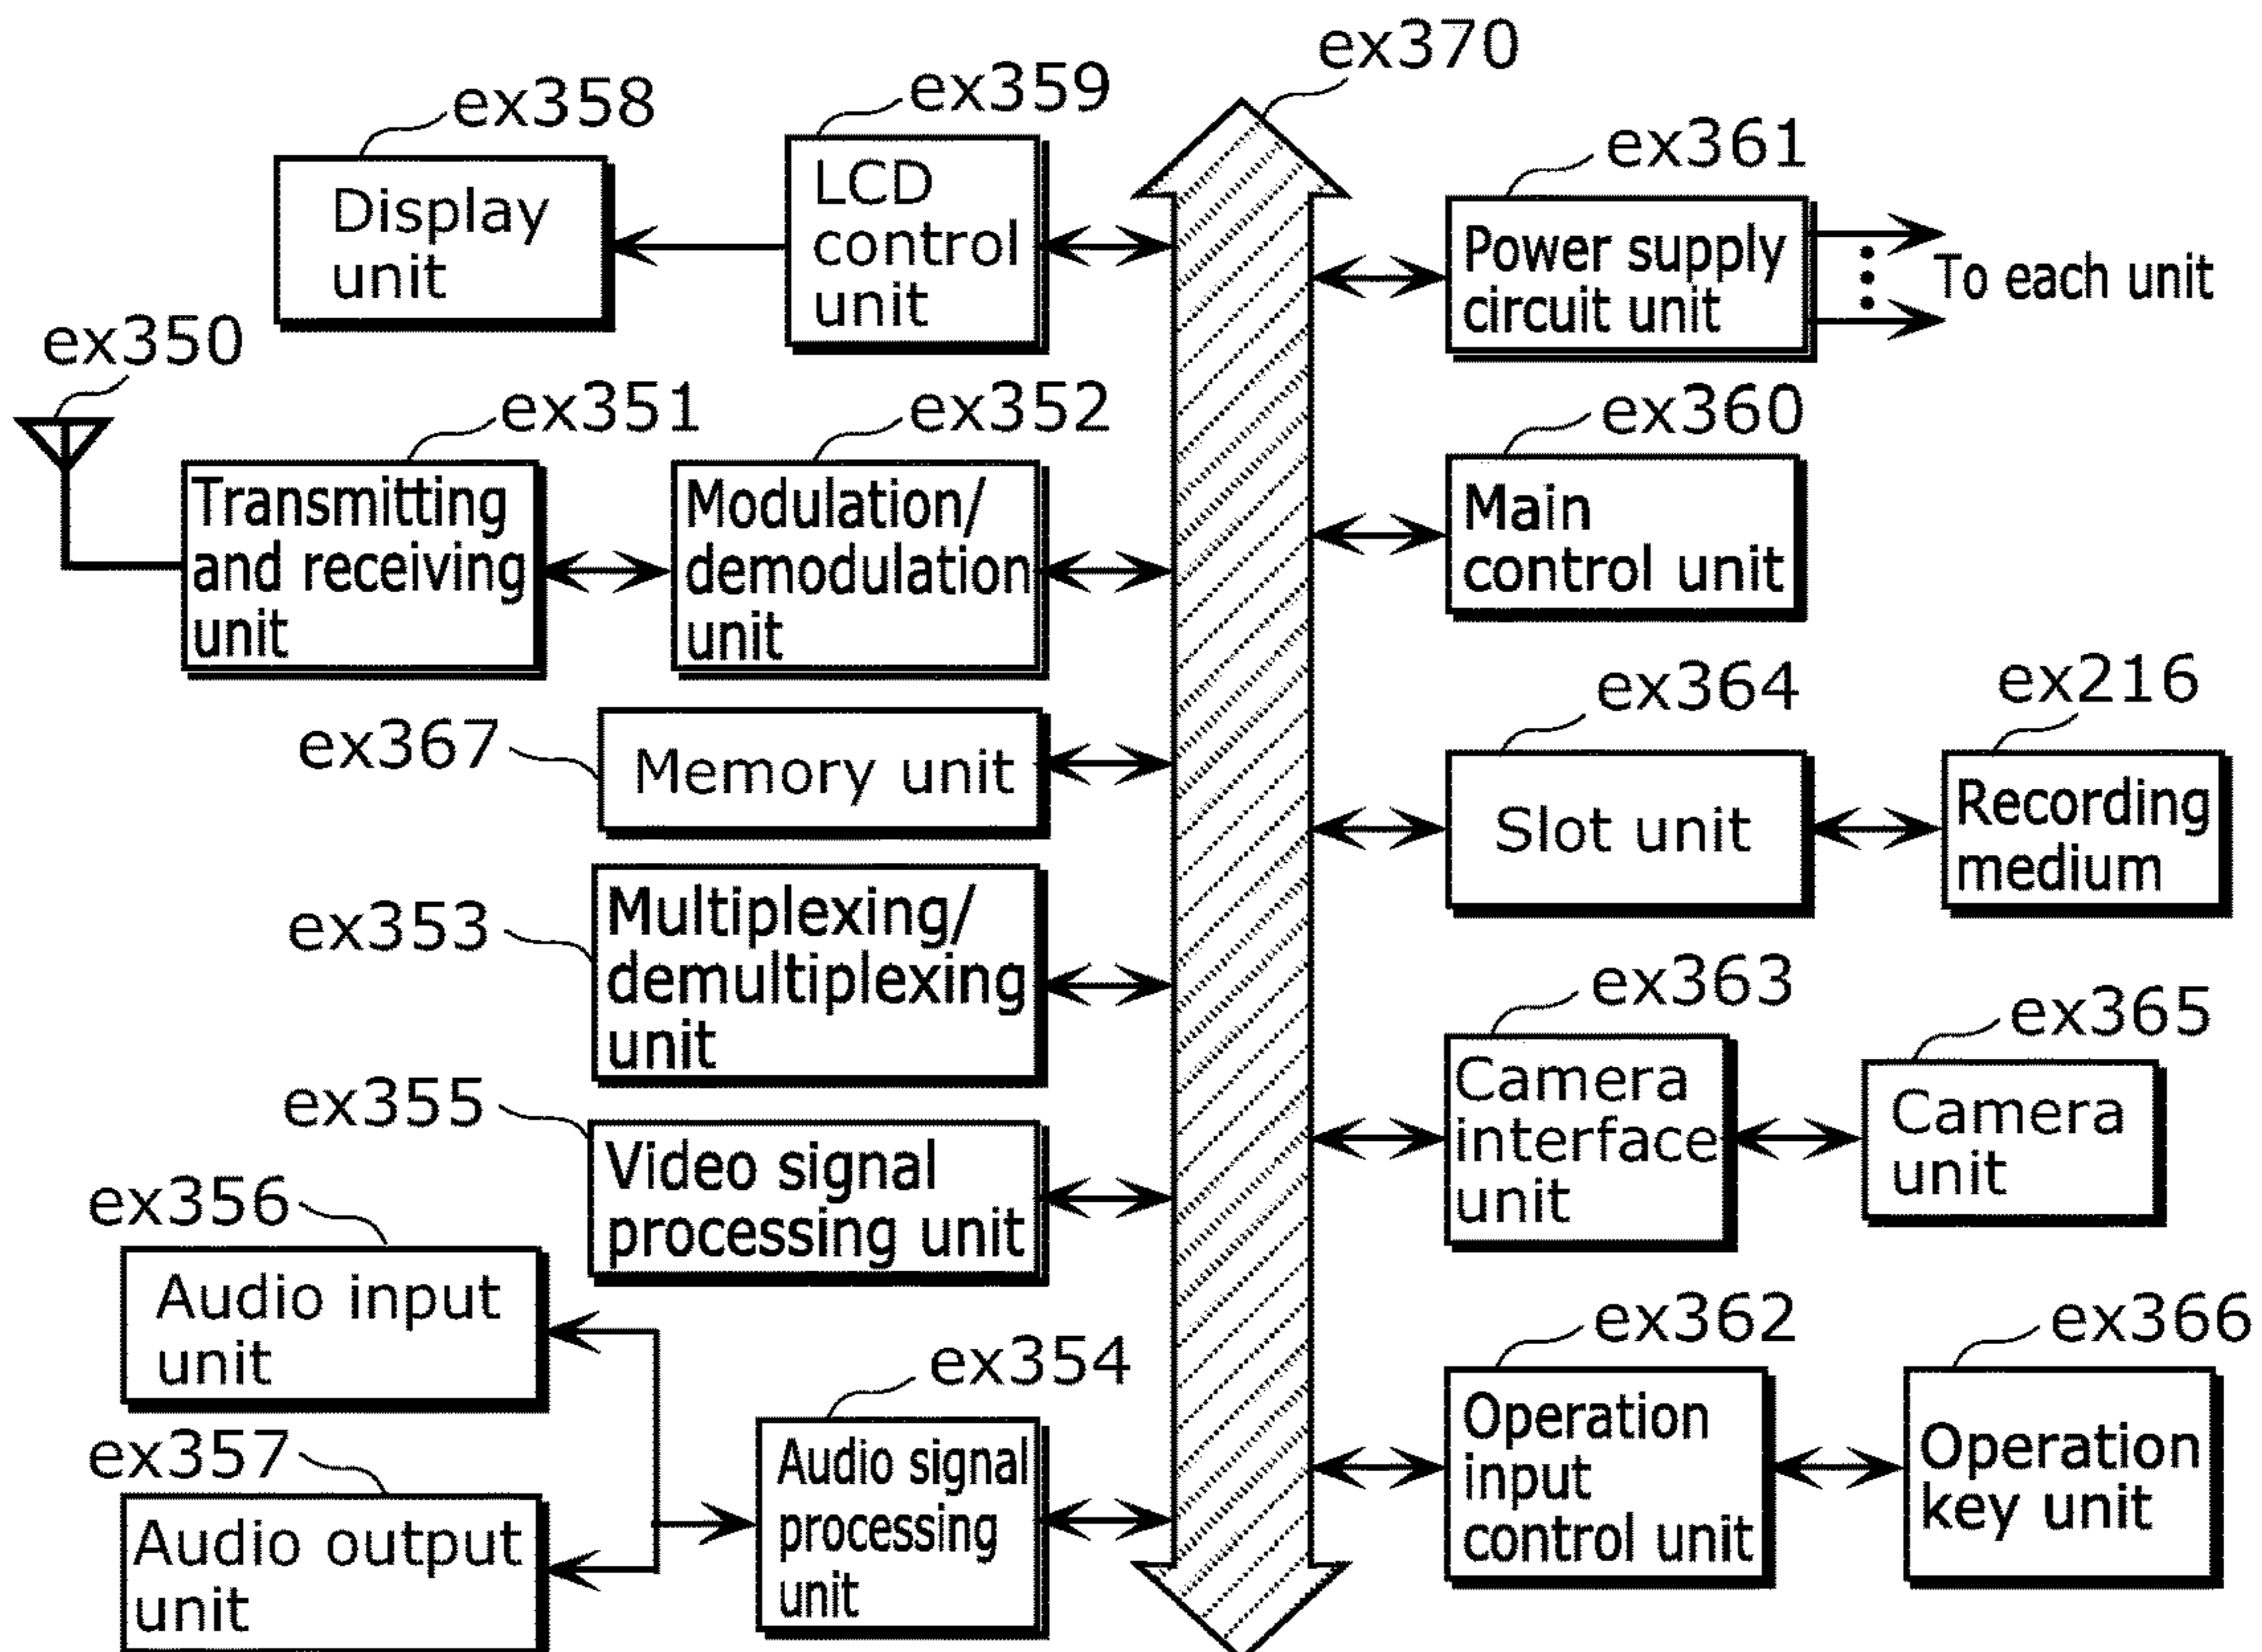 ex370
ex358
ex359
ex361
Display
unit
LCD
control
unit
Power supply
circuit unit
To each unit
ex350
ex351
ex352
ex360
Transmitting
and receiving
unit
Modulation/
demodulation
unit
Main
control unit
ex367
Memory unit
ex364
ex216
Slot unit
Recording
medium
ex353
Multiplexing/
demultiplexing
unit
ex363
ex365
Camera
interface
unit
Camera
unit
ex355
Video signal
processing unit
ex356
Audio input
unit
ex362
ex366
Operation
input
control unit
Operation
key unit
ex354
ex357
Audio output
unit
Audio signal
processing
unit